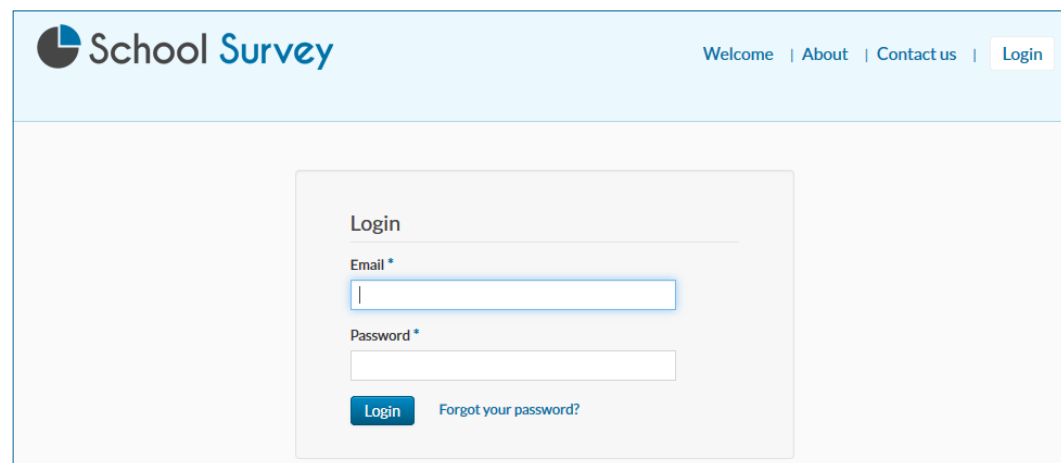 School Survey
Welcome | About | Contact us | Login
Login
Email *
Password *
Login Forgot your password?